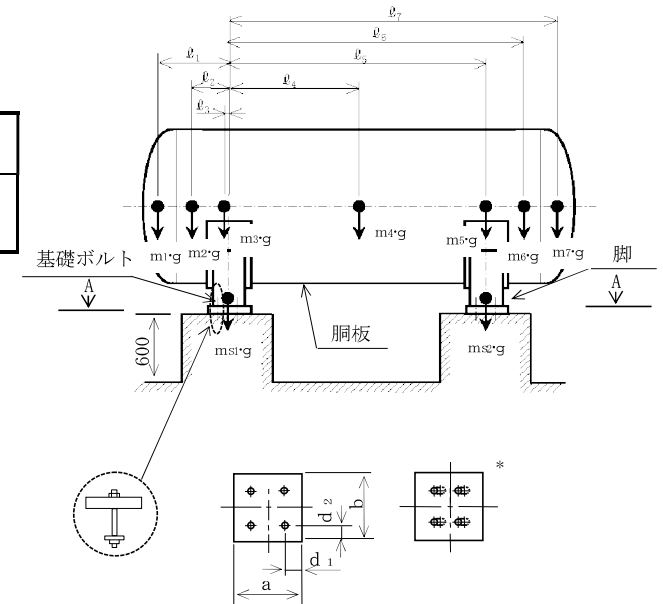 ℓ7
ℓ6
ℓ1
ℓ5
ℓ2
ℓ4
ℓ3
m1・g
m2・g
m3・g
m4・g
m5・g
m6・g
m7・g
基礎ボルト
脚
A
A
胴板
600
ms1・g
ms2・g
*
d2
b
d1
a